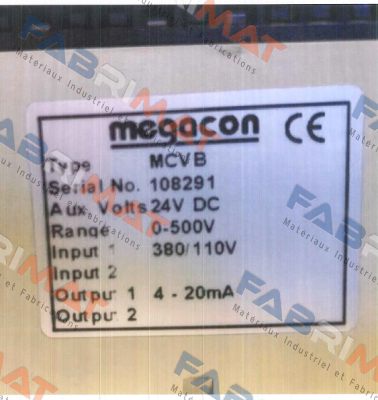 megacon CE
Type MCVB
Serial No. 108291
Aux Volts 24V DC
Range 0-500V
Input 1 380/110V
Input 2
Output 1 4 - 20mA
Output 2
FABRIMAT
Materiaux Industriel et Fabrications